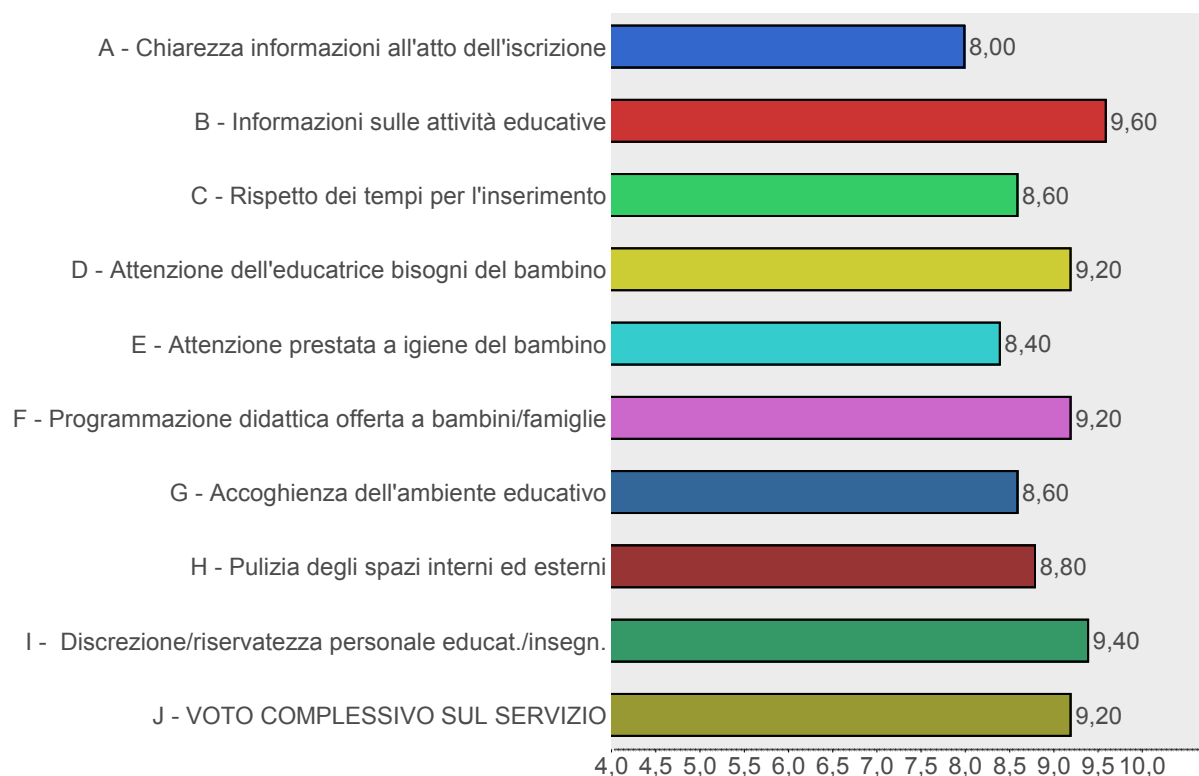 A - Chiarezza informazioni all'atto dell'iscrizione 8,00
B - Informazioni sulle attività educative 9,60
C - Rispetto dei tempi per l'inserimento 8,60
D - Attenzione dell'educatrice bisogni del bambino 9,20
E - Attenzione prestata a igiene del bambino 8,40
F - Programmazione didattica offerta a bambini/famiglie 9,20
G - Accoghienza dell'ambiente educativo 8,60
H - Pulizia degli spazi interni ed esterni 8,80
I - Discrezione/riservatezza personale educat./insegn. 9,40
J - VOTO COMPLESSIVO SUL SERVIZIO 9,20
4,0 4,5 5,0 5,5 6,0 6,5 7,0 7,5 8,0 8,5 9,0 9,5 10,0